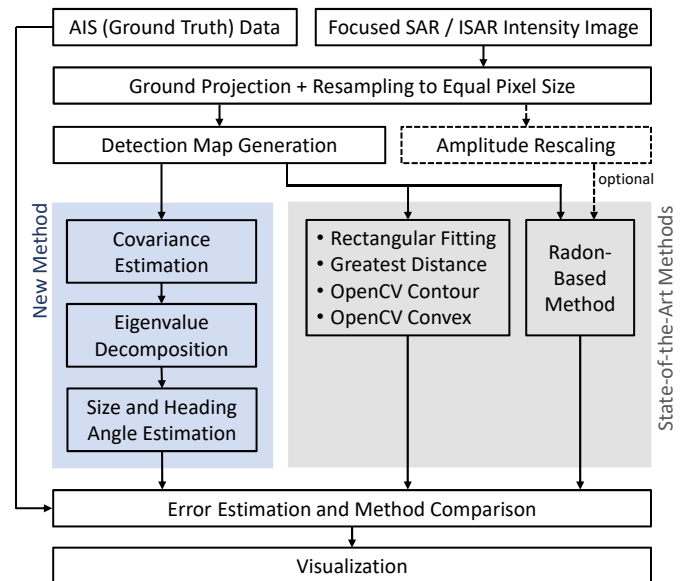 AIS (Ground Truth) Data
Focused SAR / ISAR Intensity Image
Ground Projection + Resampling to Equal Pixel Size
Detection Map Generation
Amplitude Rescaling
optional
New Method
Covariance
Estimation
Eigenvalue
Decomposition
Size and Heading
Angle Estimation
• Rectangular Fitting
• Greatest Distance
• OpenCV Contour
• OpenCV Convex
Radon-
Based
Method
State-of-the-Art Methods
Error Estimation and Method Comparison
Visualization